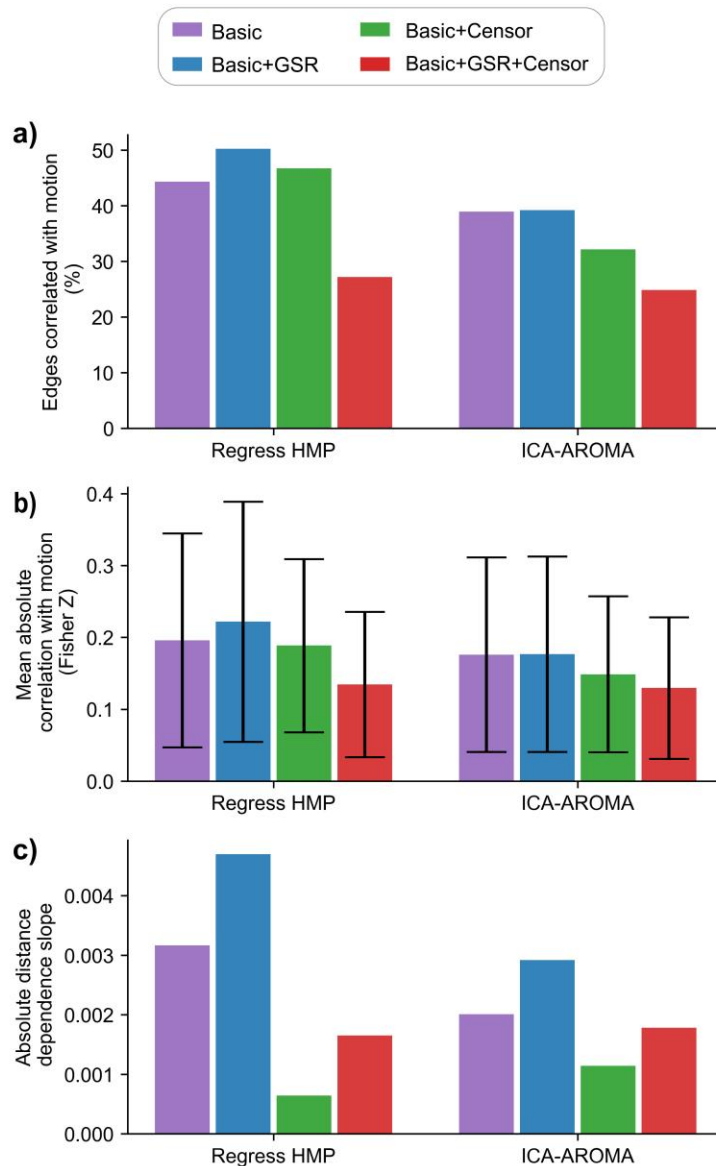 Basic
Basic+Censor
Basic+GSR
Basic+GSR+Censor
a)
Edges correlated with motion
(%)
50
40
30
20
10
0
Regress HMP
ICA-AROMA
b)
Mean absolute
correlation with motion
(Fisher Z)
0.4
0.3
0.2
0.1
0.0
Regress HMP
ICA-AROMA
c)
Absolute distance
dependence slope
0.004
0.003
0.002
0.001
0.000
Regress HMP
ICA-AROMA